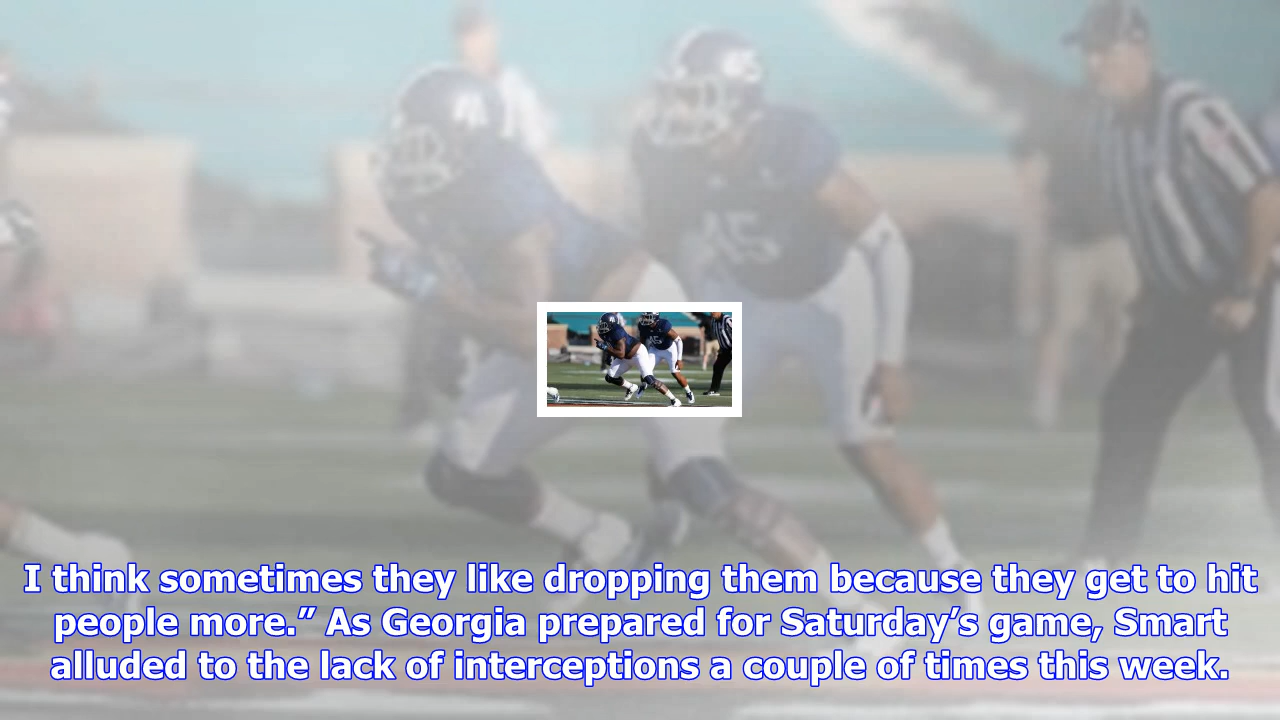 I think sometimes they like dropping them because they get to hit
people more.” As Georgia prepared for Saturday’s game, Smart
alluded to the lack of interceptions a couple of times this week.